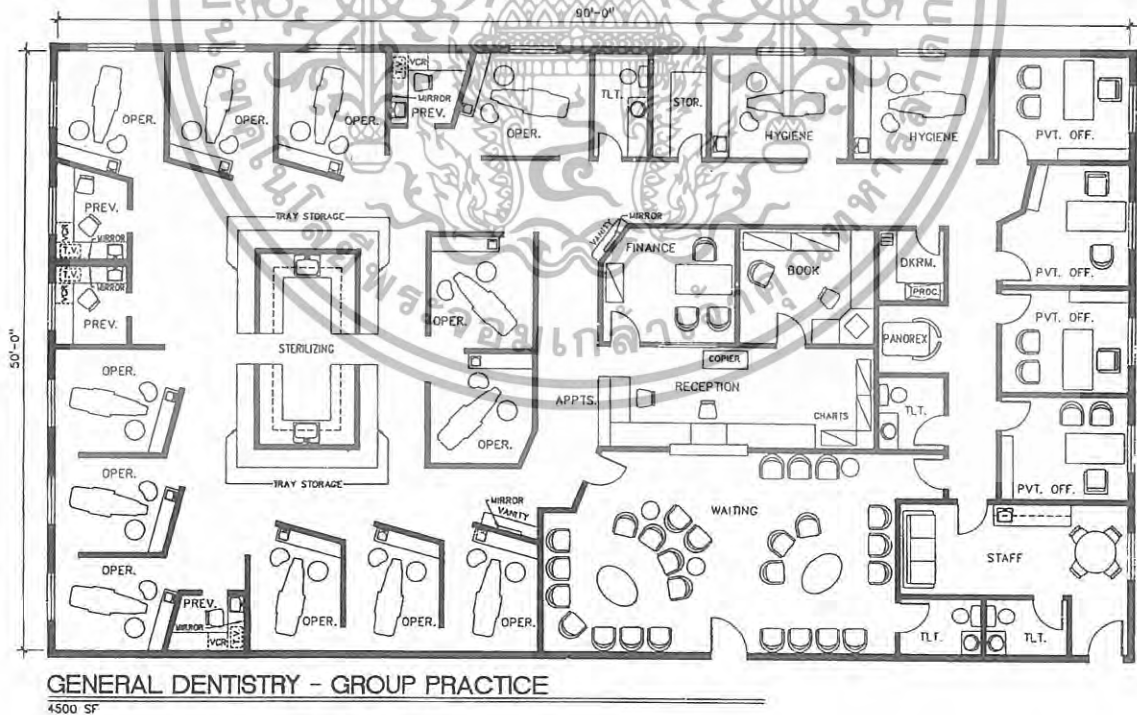 90'-0"
50'-0"
OPER.
OPER.
OPER.
VCR
T.V.
MIRROR
PREV.
OPER.
TLT.
STOR.
HYGIENE
HYGIENE
PVT. OFF.
PREV.
MIRROR
VCR
T.V.
T.V.
VCR
MIRROR
PREV.
TRAY STORAGE
STERILIZING
TRAY STORAGE
OPER.
OPER.
MIRROR
VANITY
FINANCE
BOOK
DKRM.
PROC.
PANOREX
PVT. OFF.
PVT. OFF.
COPIER
RECEPTION
APPTS.
CHARTS
TLT.
PVT. OFF.
OPER.
OPER.
OPER.
PREV.
MIRROR
VCR
T.V.
OPER.
OPER.
MIRROR
VANITY
OPER.
WAITING
STAFF
TLT.
TLT.
GENERAL DENTISTRY - GROUP PRACTICE
4500 SF